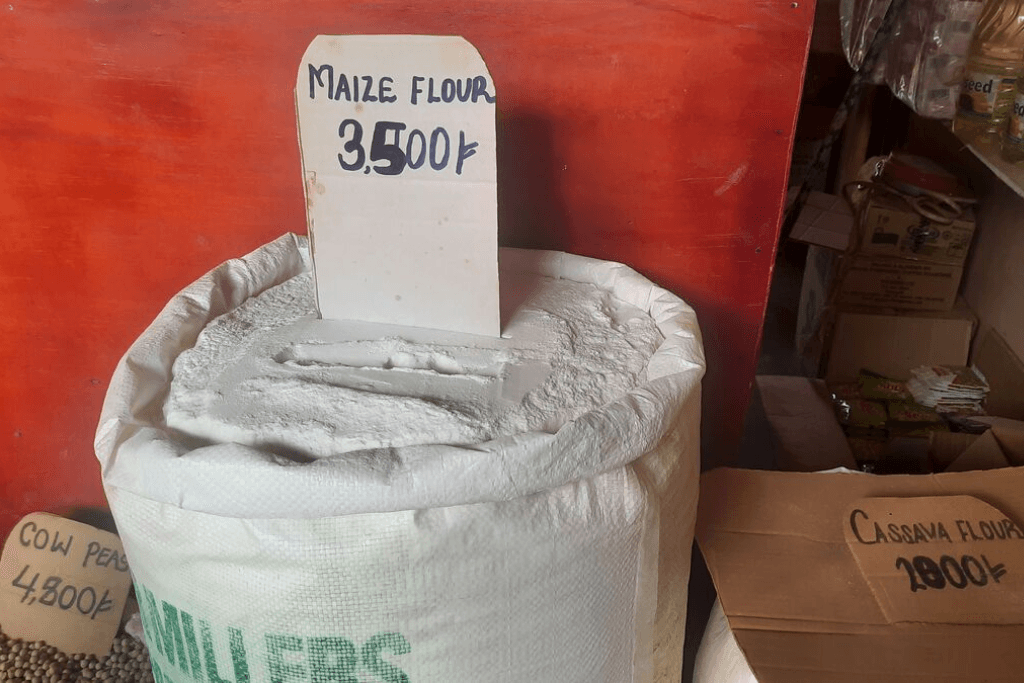 MAIZE FLOUR
3,500/=
COW PEAS
4,800/=
CASSAVA FLOUR
2000/=
MILLERS